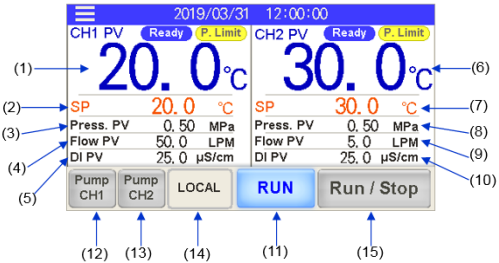 2019/03/31 12:00:00
CH1 PV Ready P. Limit CH2 PV Ready P. Limit
(1) 20. 0 °C 30. 0 °C (6)
(2) SP 20. 0 °C SP 30. 0 °C (7)
(3) Press. PV 0. 50 MPa Press. PV 0. 50 MPa (8)
(4) Flow PV 50. 0 LPM Flow PV 5. 0 LPM (9)
(5) DI PV 25. 0 µS/cm DI PV 25. 0 µS/cm (10)
Pump CH1 Pump CH2 LOCAL RUN Run / Stop
(12) (13) (14) (11) (15)